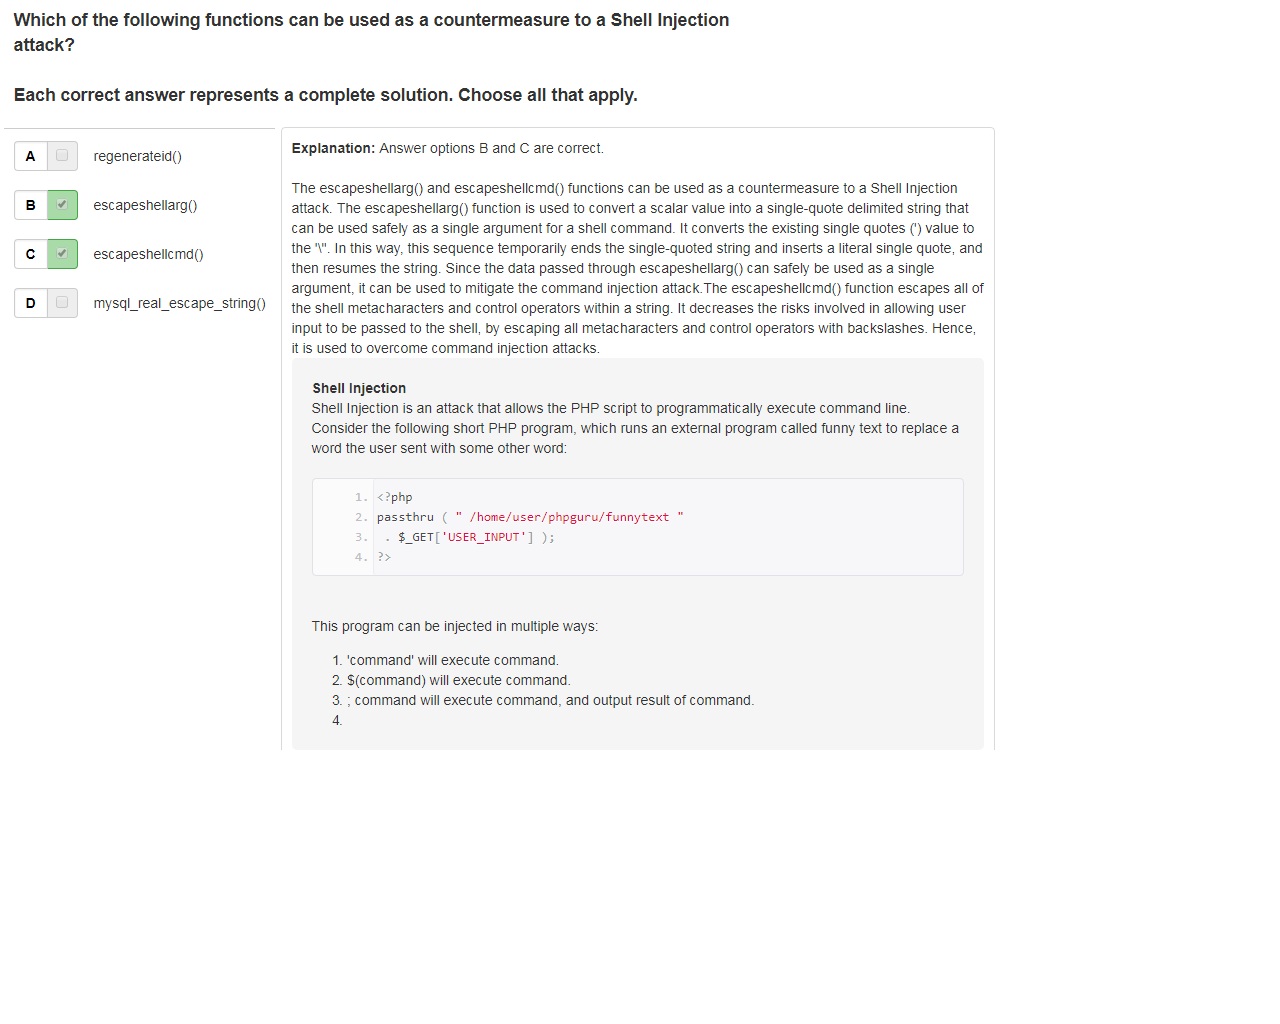 Which of the following functions can be used as a countermeasure to a Shell Injection
attack?
Each correct answer represents a complete solution. Choose all that apply.
A regenerateid()
B escapeshellarg()
C escapeshellcmd()
D mysql_real_escape_string()
Explanation: Answer options B and C are correct.
The escapeshellarg() and escapeshellcmd() functions can be used as a countermeasure to a Shell Injection
attack. The escapeshellarg() function is used to convert a scalar value into a single-quote delimited string that
can be used safely as a single argument for a shell command. It converts the existing single quotes (') value to
the '\''. In this way, this sequence temporarily ends the single-quoted string and inserts a literal single quote, and
then resumes the string. Since the data passed through escapeshellarg() can safely be used as a single
argument, it can be used to mitigate the command injection attack.The escapeshellcmd() function escapes all of
the shell metacharacters and control operators within a string. It decreases the risks involved in allowing user
input to be passed to the shell, by escaping all metacharacters and control operators with backslashes. Hence,
it is used to overcome command injection attacks.
Shell Injection
Shell Injection is an attack that allows the PHP script to programmatically execute command line.
Consider the following short PHP program, which runs an external program called funny text to replace a
word the user sent with some other word:
1. <?php
2. passthru ( " /home/user/phpguru/funnytext "
3. . $_GET['USER_INPUT'] );
4. ?>
This program can be injected in multiple ways:
1. 'command' will execute command.
2. $(command) will execute command.
3. ; command will execute command, and output result of command.
4.